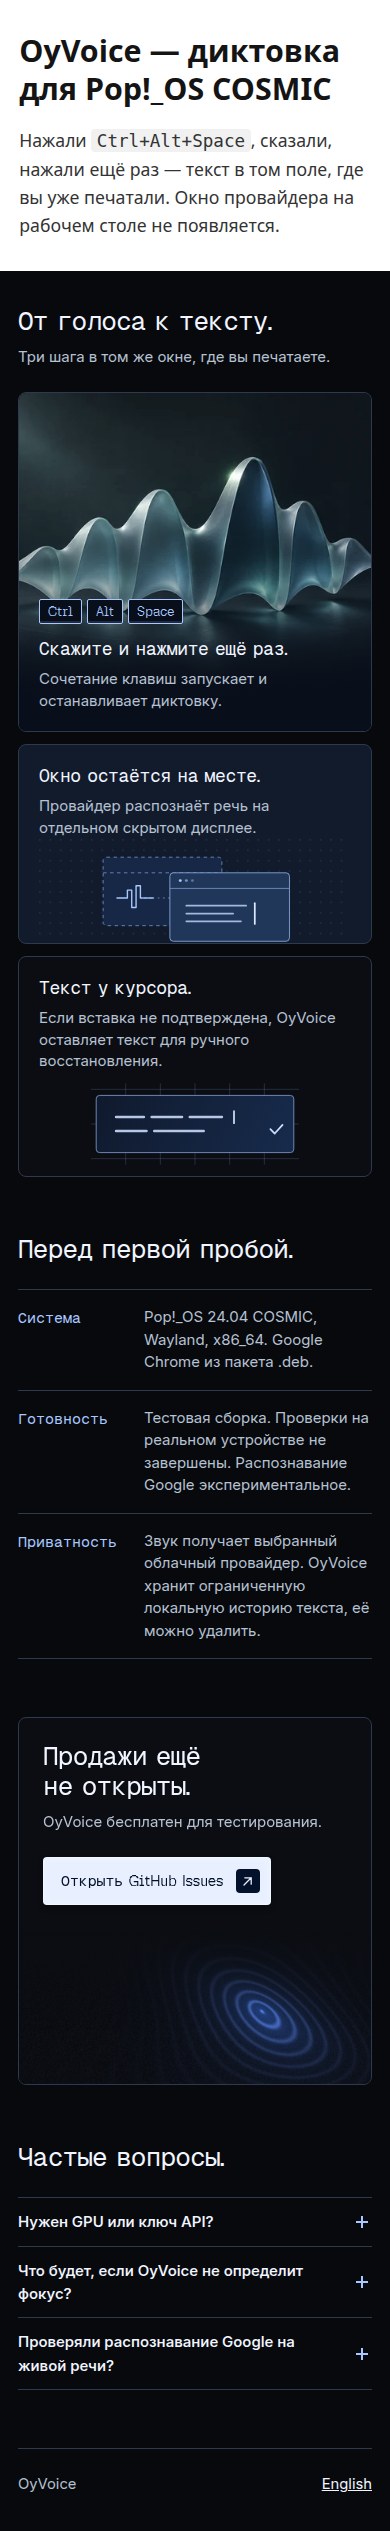 OyVoice — диктовка
для Pop!_OS COSMIC
Нажали Ctrl+Alt+Space, сказали,
нажали ещё раз — текст в том поле, где
вы уже печатали. Окно провайдера на
рабочем столе не появляется.
От голоса к тексту.
Три шага в том же окне, где вы печатаете.
Ctrl Alt Space
Скажите и нажмите ещё раз.
Сочетание клавиш запускает и
останавливает диктовку.
Окно остаётся на месте.
Провайдер распознаёт речь на
отдельном скрытом дисплее.
Текст у курсора.
Если вставка не подтверждена, OyVoice
оставляет текст для ручного
восстановления.
Перед первой пробой.
Система
Pop!_OS 24.04 COSMIC,
Wayland, x86_64. Google
Chrome из пакета .deb.
Готовность
Тестовая сборка. Проверки на
реальном устройстве не
завершены. Распознавание
Google экспериментальное.
Приватность
Звук получает выбранный
облачный провайдер. OyVoice
хранит ограниченную
локальную историю текста, её
можно удалить.
Продажи ещё
не открыты.
OyVoice бесплатен для тестирования.
Открыть GitHub Issues
Частые вопросы.
Нужен GPU или ключ API?
Что будет, если OyVoice не определит
фокус?
Проверяли распознавание Google на
живой речи?
OyVoice
English